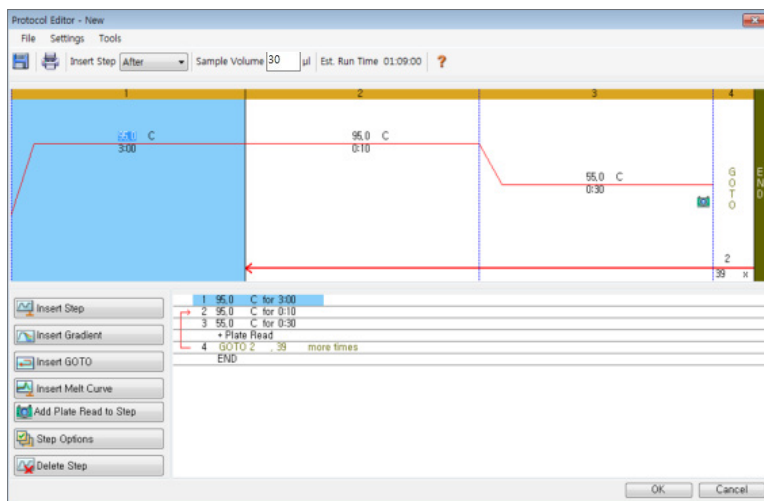 Protocol Editor - New
File Settings Tools
Insert Step After Sample Volume 30 µl Est. Run Time 01:09:00 ?
1 2 3 4
95,0 C
3:00
95,0 C
0:10
55,0 C
0:30
GOTO
END
2
39 x
Insert Step
Insert Gradient
Insert GOTO
Insert Melt Curve
Add Plate Read to Step
Step Options
Delete Step
1 95,0 C for 3:00
2 95,0 C for 0:10
3 55,0 C for 0:30
+ Plate Read
4 GOTO 2 , 39 more times
END
OK Cancel